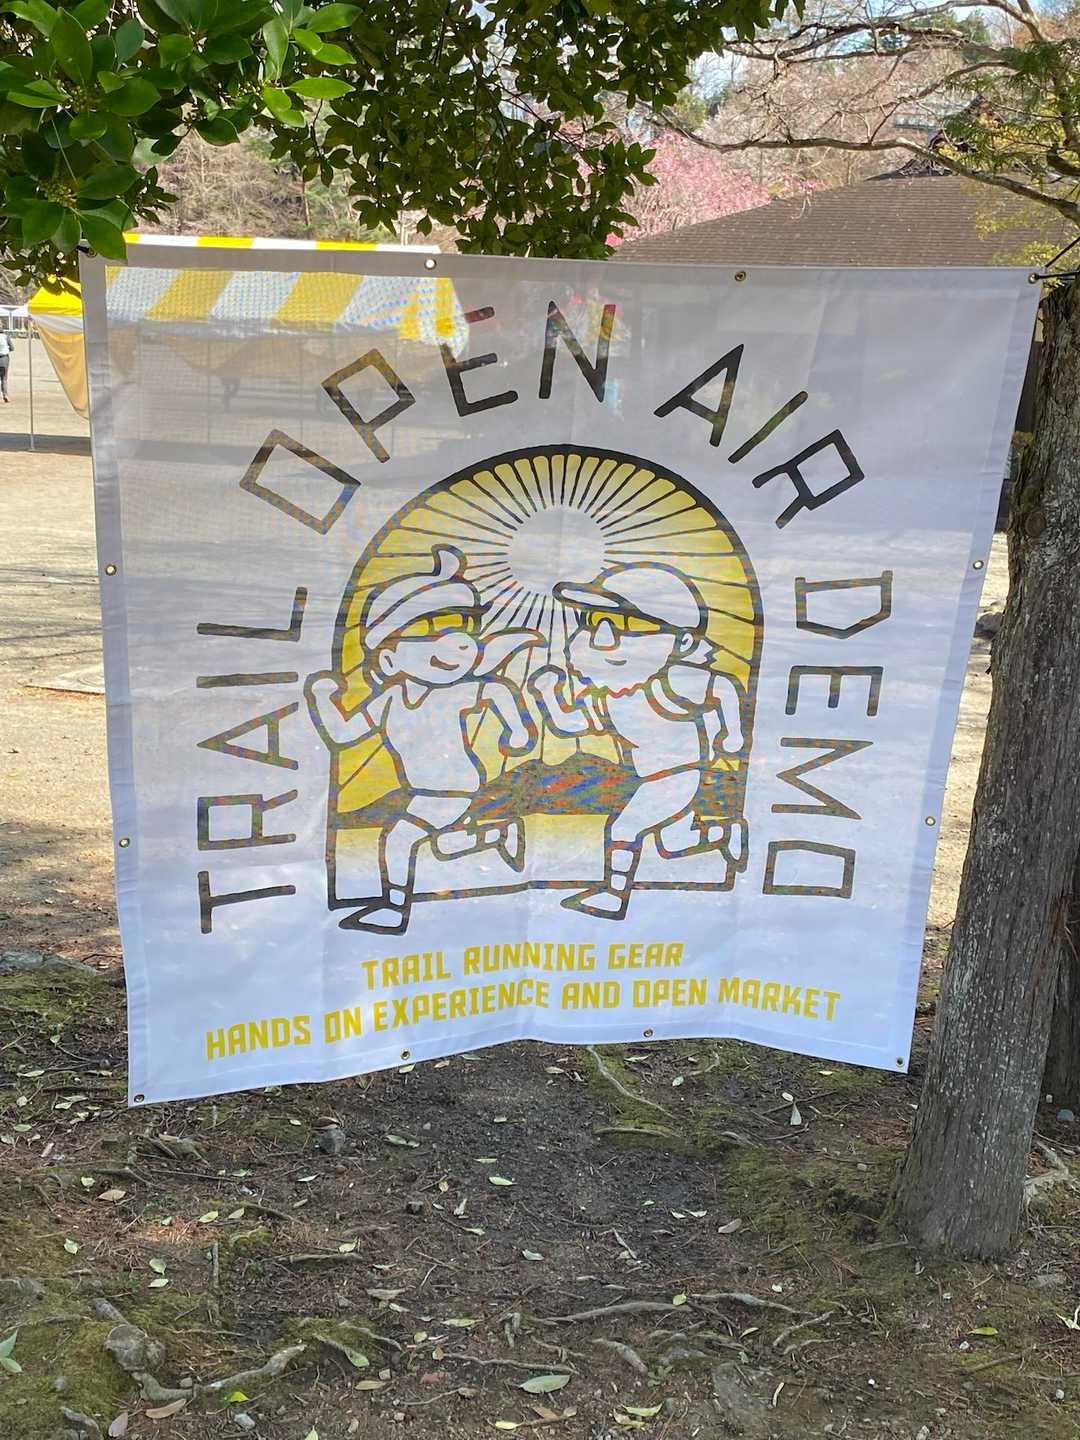 TRAIL OPEN AIR DEMO
TRAIL RUNNING GEAR
HANDS ON EXPERIENCE AND OPEN MARKET